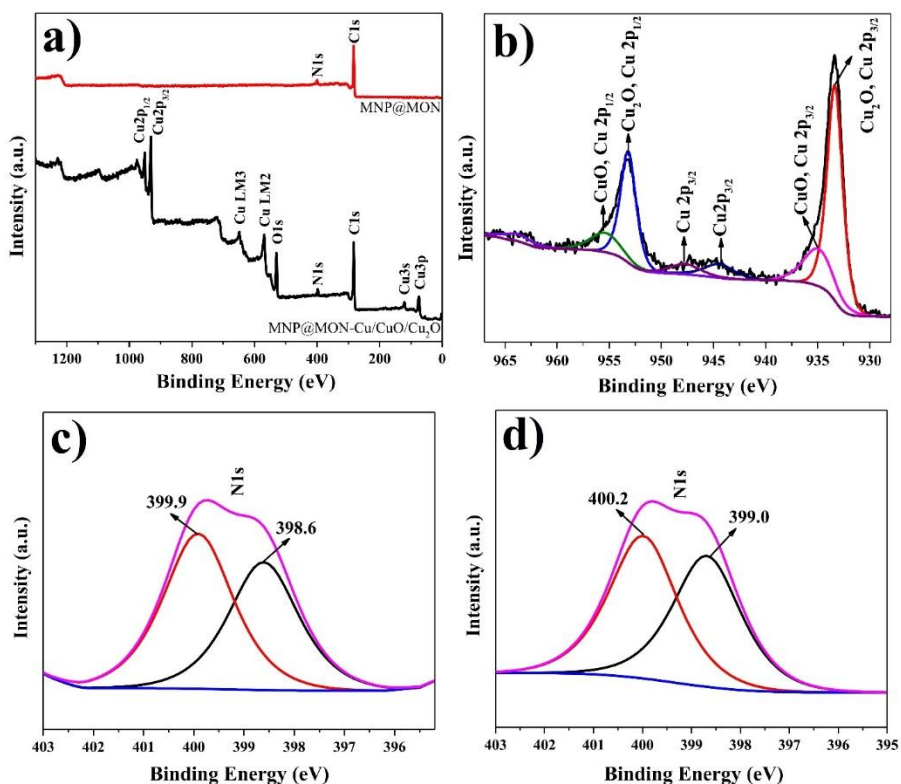 a)
C1s
N1s
MNP@MON
Cu2p1/2
Cu2p3/2
Cu LM3
Cu LM2
O1s
N1s
C1s
Cu3s
Cu3p
MNP@MON-Cu/CuO/Cu2O
Intensity (a.u.)
1200 1000 800 600 400 200 0
Binding Energy (eV)
b)
CuO, Cu 2p1/2
Cu2O, Cu 2p1/2
Cu 2p3/2
Cu2p3/2
CuO, Cu 2p3/2
Cu2O, Cu 2p3/2
Intensity (a.u.)
965 960 955 950 945 940 935 930
Binding Energy (eV)
c)
N1s
399.9
398.6
Intensity (a.u.)
403 402 401 400 399 398 397 396
Binding Energy (eV)
d)
N1s
400.2
399.0
Intensity (a.u.)
403 402 401 400 399 398 397 396 395
Binding Energy (eV)